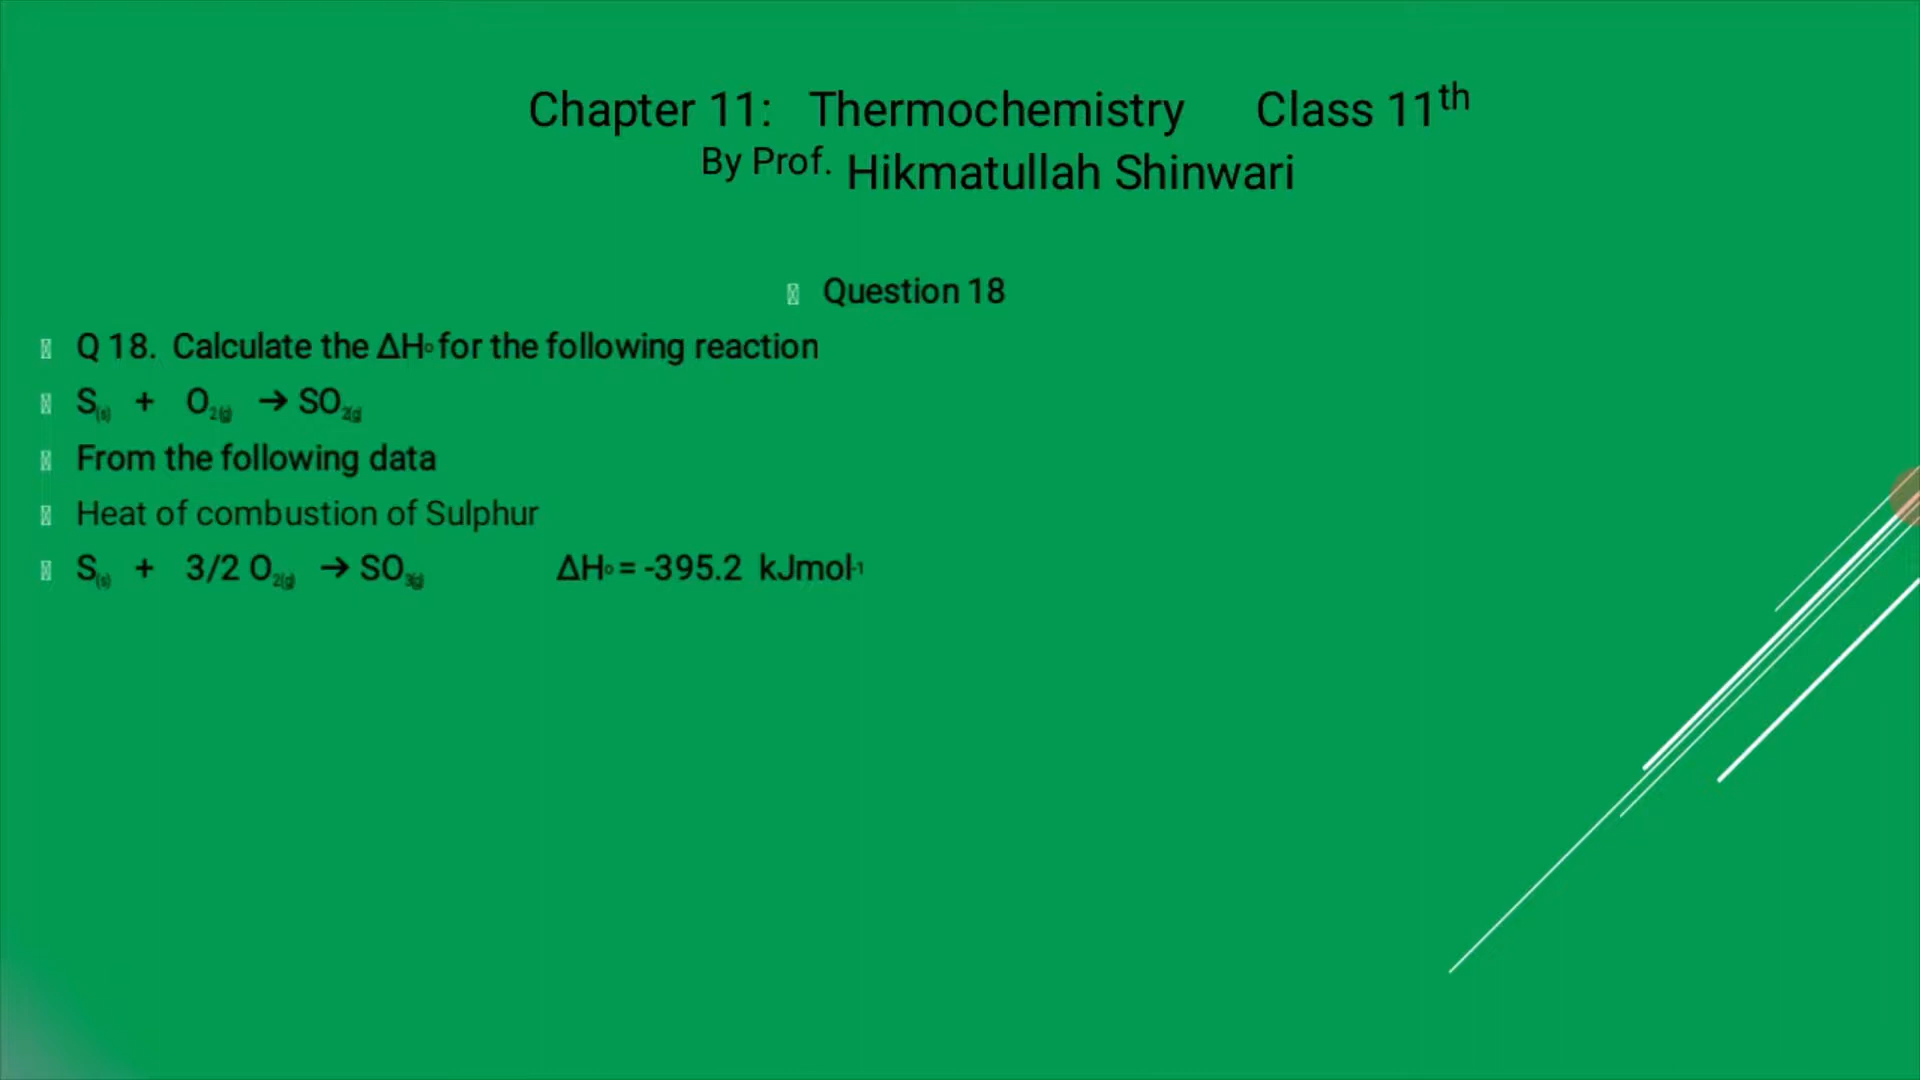 Chapter 11: Thermochemistry Class 11th
By Prof. Hikmatullah Shinwari
Question 18
Q 18. Calculate the ΔH° for the following reaction
S(s) + O2(g) → SO2(g)
From the following data
Heat of combustion of Sulphur
S(s) + 3/2 O2(g) → SO3(g) ΔH° = -395.2 kJmol-1